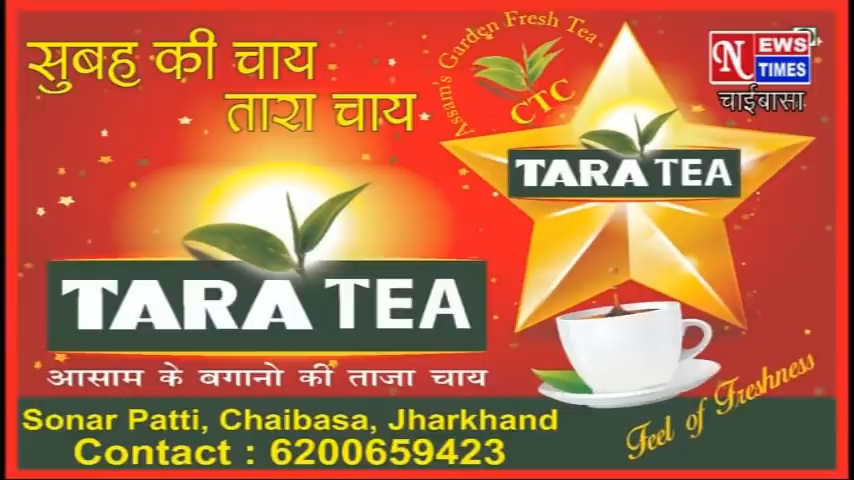 सुबह की चाय
तारा चाय
Assam's Garden Fresh Tea
CTC
N EWS
TIMES
चाईबासा
TARA TEA
TARA TEA
आसाम के बगानो की ताजा चाय
Feel of Freshness
Sonar Patti, Chaibasa, Jharkhand
Contact : 6200659423